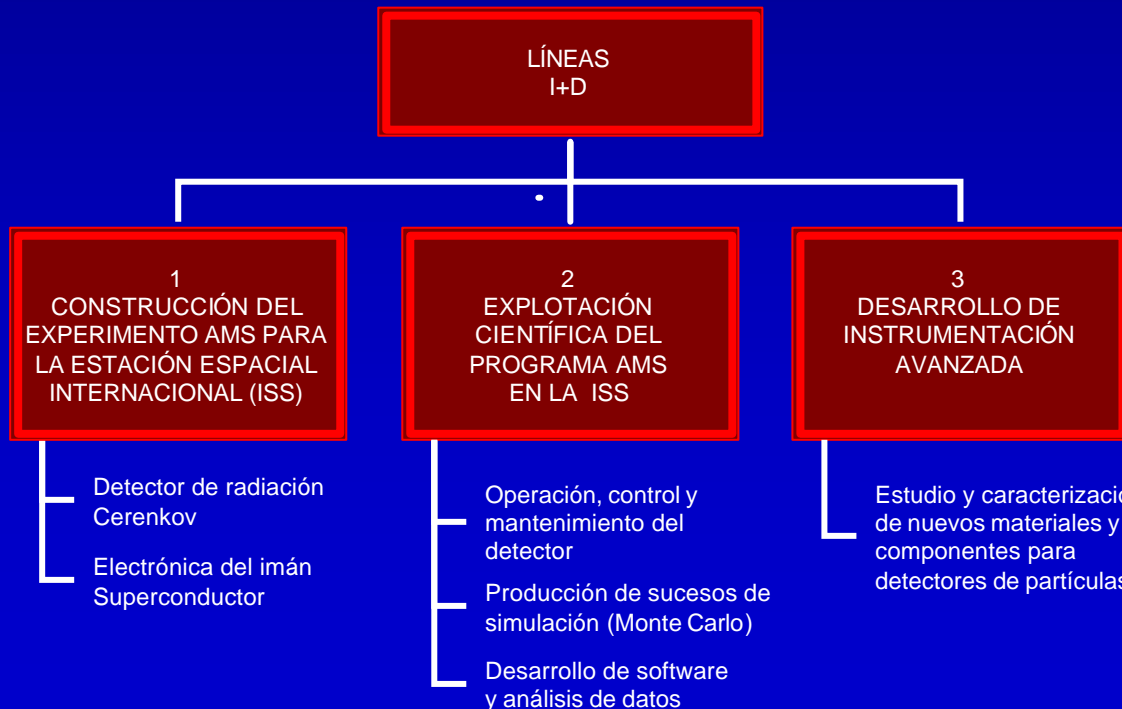 LÍNEAS
I+D
1
CONSTRUCCIÓN DEL
EXPERIMENTO AMS PARA
LA ESTACIÓN ESPACIAL
INTERNACIONAL (ISS)
Detector de radiación
Cerenkov
Electrónica del imán
Superconductor
2
EXPLOTACIÓN
CIENTÍFICA DEL
PROGRAMA AMS
EN LA ISS
Operación, control y
mantenimiento del
detector
Producción de sucesos de
simulación (Monte Carlo)
Desarrollo de software
y análisis de datos
3
DESARROLLO DE
INSTRUMENTACIÓN
AVANZADA
Estudio y caracterizació
de nuevos materiales y
componentes para
detectores de partículas